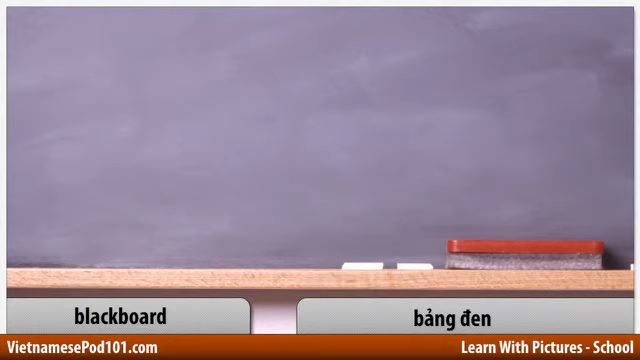 blackboard
bảng đen
VietnamesePod101.com
Learn With Pictures - School